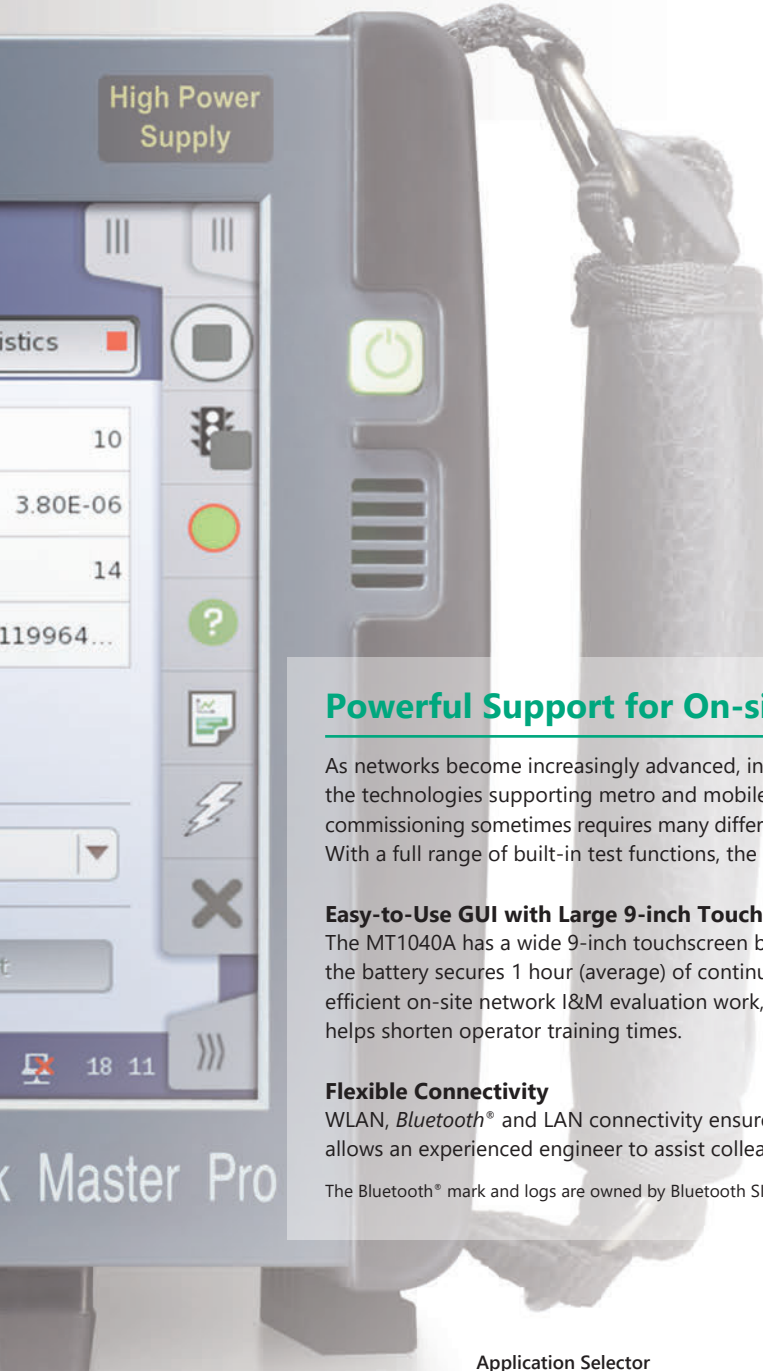 High Power
Supply
istics
10
3.80E-06
14
119964...
?
t
18 11
k Master Pro
Powerful Support for On-si
As networks become increasingly advanced, in
the technologies supporting metro and mobile
commissioning sometimes requires many differ
With a full range of built-in test functions, the
Easy-to-Use GUI with Large 9-inch Touch
The MT1040A has a wide 9-inch touchscreen b
the battery secures 1 hour (average) of continu
efficient on-site network I&M evaluation work,
helps shorten operator training times.
Flexible Connectivity
WLAN, Bluetooth® and LAN connectivity ensure
allows an experienced engineer to assist collea
The Bluetooth® mark and logs are owned by Bluetooth SI
Application Selector